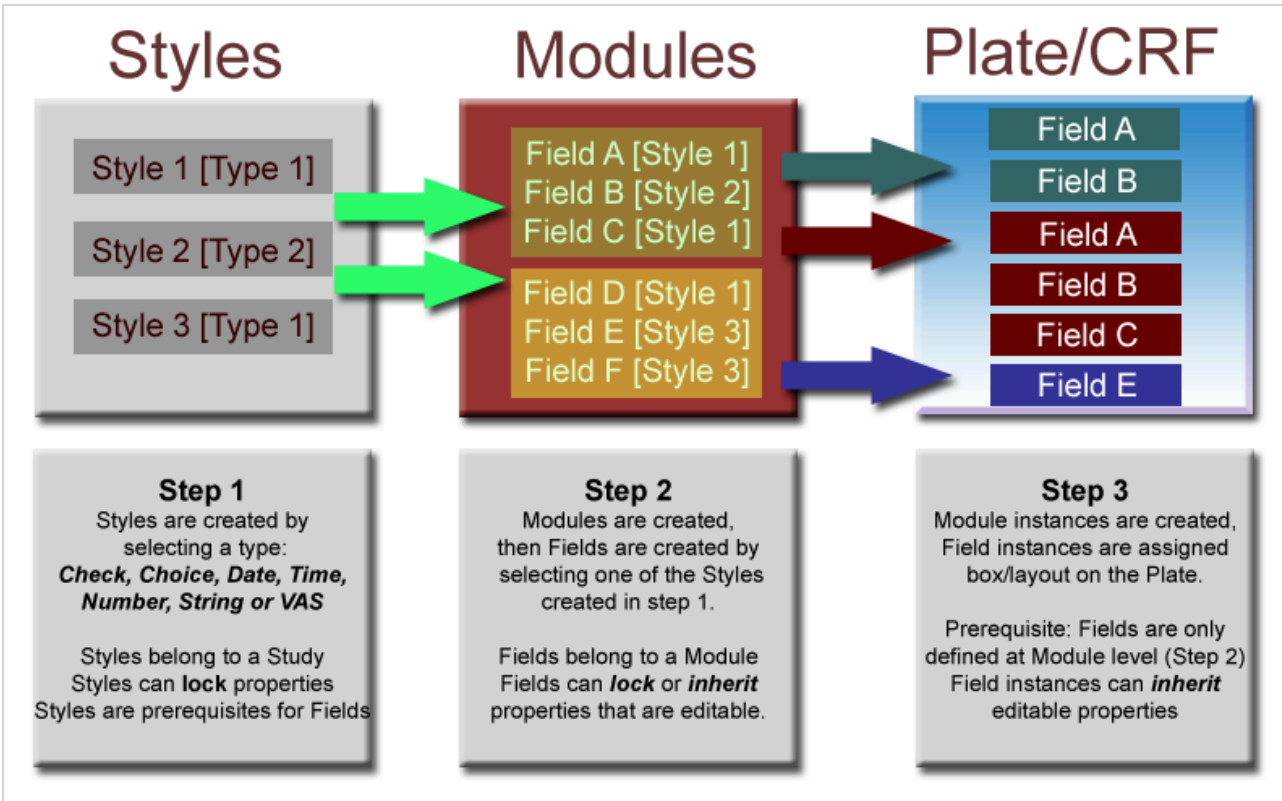 Styles
Modules
Plate/CRF
Style 1 [Type 1]
Style 2 [Type 2]
Style 3 [Type 1]
Field A [Style 1]
Field B [Style 2]
Field C [Style 1]
Field D [Style 1]
Field E [Style 3]
Field F [Style 3]
Field A
Field B
Field A
Field B
Field C
Field E
Step 1
Styles are created by
selecting a type:
Check, Choice, Date, Time,
Number, String or VAS
Styles belong to a Study
Styles can lock properties
Styles are prerequisites for Fields
Step 2
Modules are created,
then Fields are created by
selecting one of the Styles
created in step 1.
Fields belong to a Module
Fields can lock or inherit
properties that are editable.
Step 3
Module instances are created,
Field instances are assigned
box/layout on the Plate.
Prerequisite: Fields are only
defined at Module level (Step 2)
Field instances can inherit
editable properties